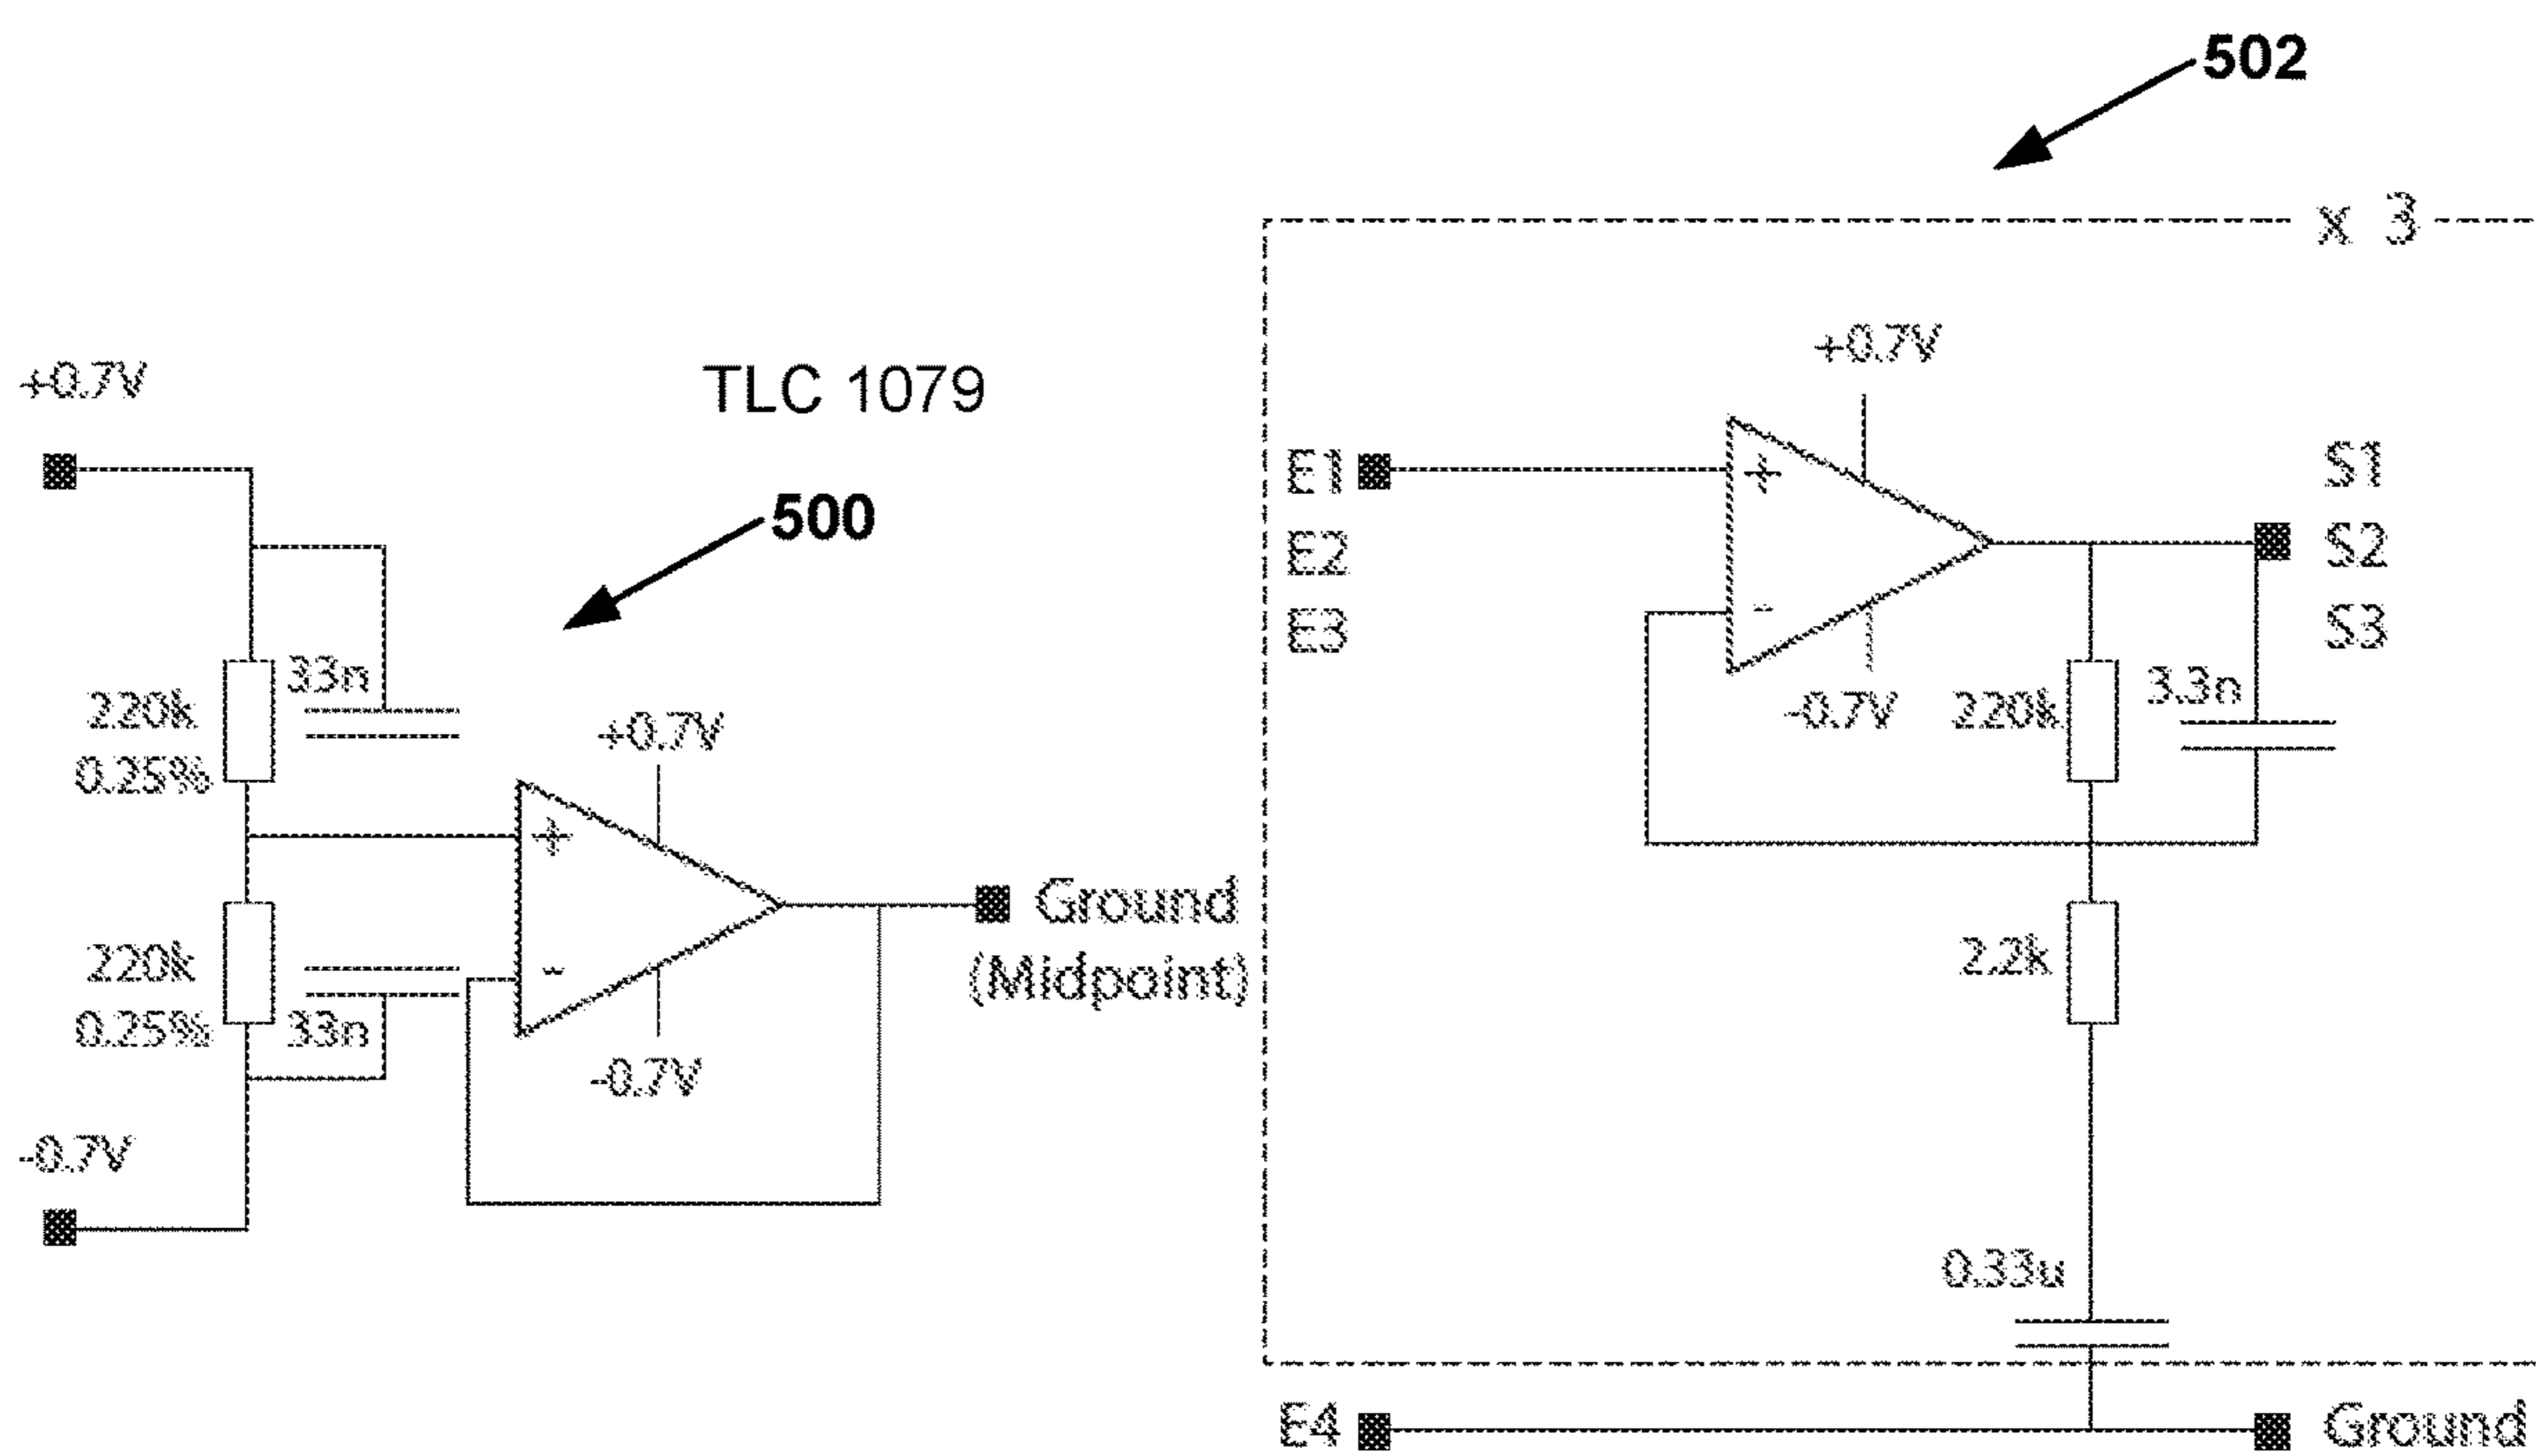 502
x 3
+0.7V
TLC 1079
500
33n
220k
0.25%
+0.7V
-0.7V
220k
0.25%
33n
-0.7V
Ground
(Midpoint)
+0.7V
E1
E2
E3
-0.7V
S1
S2
S3
220k
3.3n
2.2k
0.33u
E4
Ground